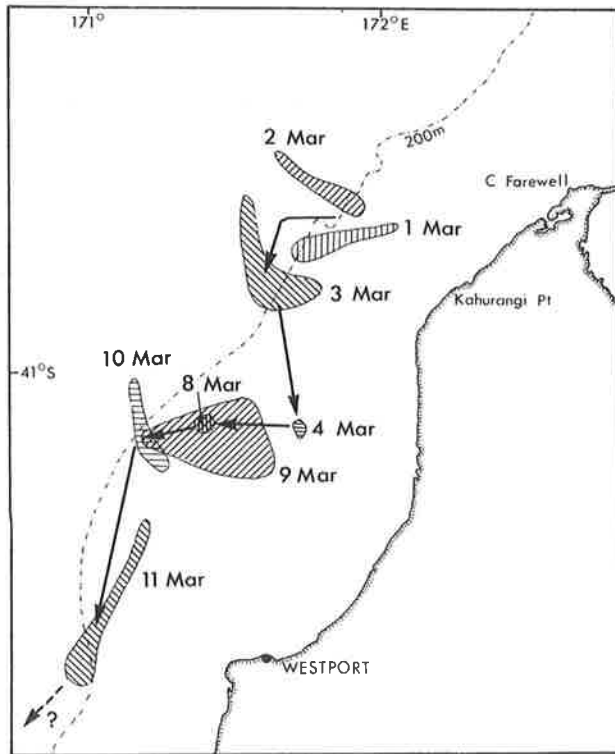 171°
172°E
200m
2 Mar
C Farewell
1 Mar
3 Mar
Kahurangi Pt
41°S
10 Mar
8 Mar
4 Mar
9 Mar
11 Mar
WESTPORT
?